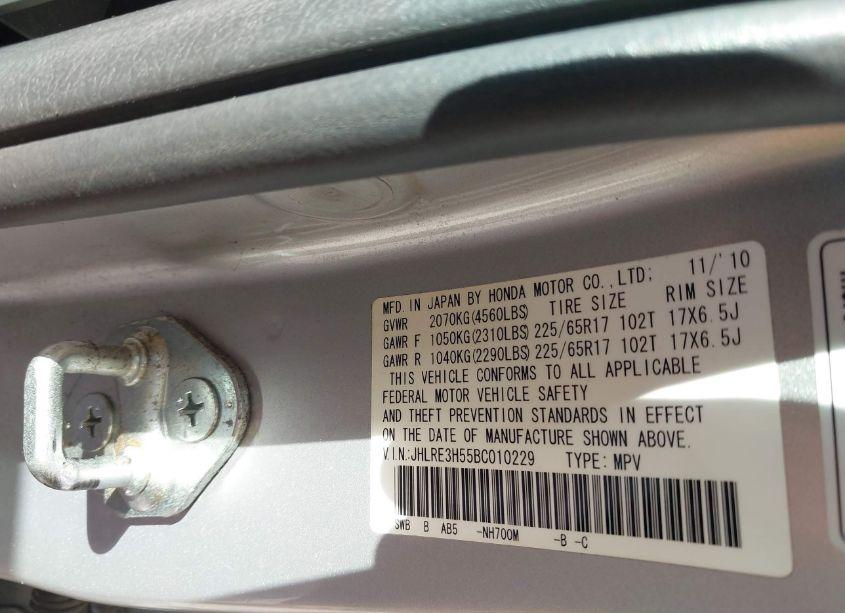 MFD. IN JAPAN BY HONDA MOTOR CO.,LTD; 11/'10
GVWR 2070KG(4560LBS) TIRE SIZE RIM SIZE
GAWR F 1050KG(2310LBS) 225/65R17 102T 17X6.5J
GAWR R 1040KG(2290LBS) 225/65R17 102T 17X6.5J
THIS VEHICLE CONFORMS TO ALL APPLICABLE
FEDERAL MOTOR VEHICLE SAFETY
AND THEFT PREVENTION STANDARDS IN EFFECT
ON THE DATE OF MANUFACTURE SHOWN ABOVE.
V.I.N.:JHLRE3H55BC010229 TYPE: MPV
SWB B AB5 -NH700M -B -C